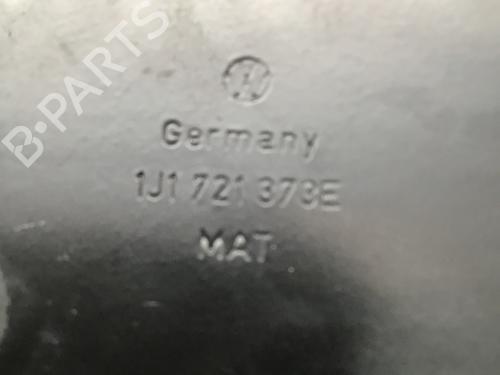 B-PARTS
Germany
1J1 721 373E
MAT